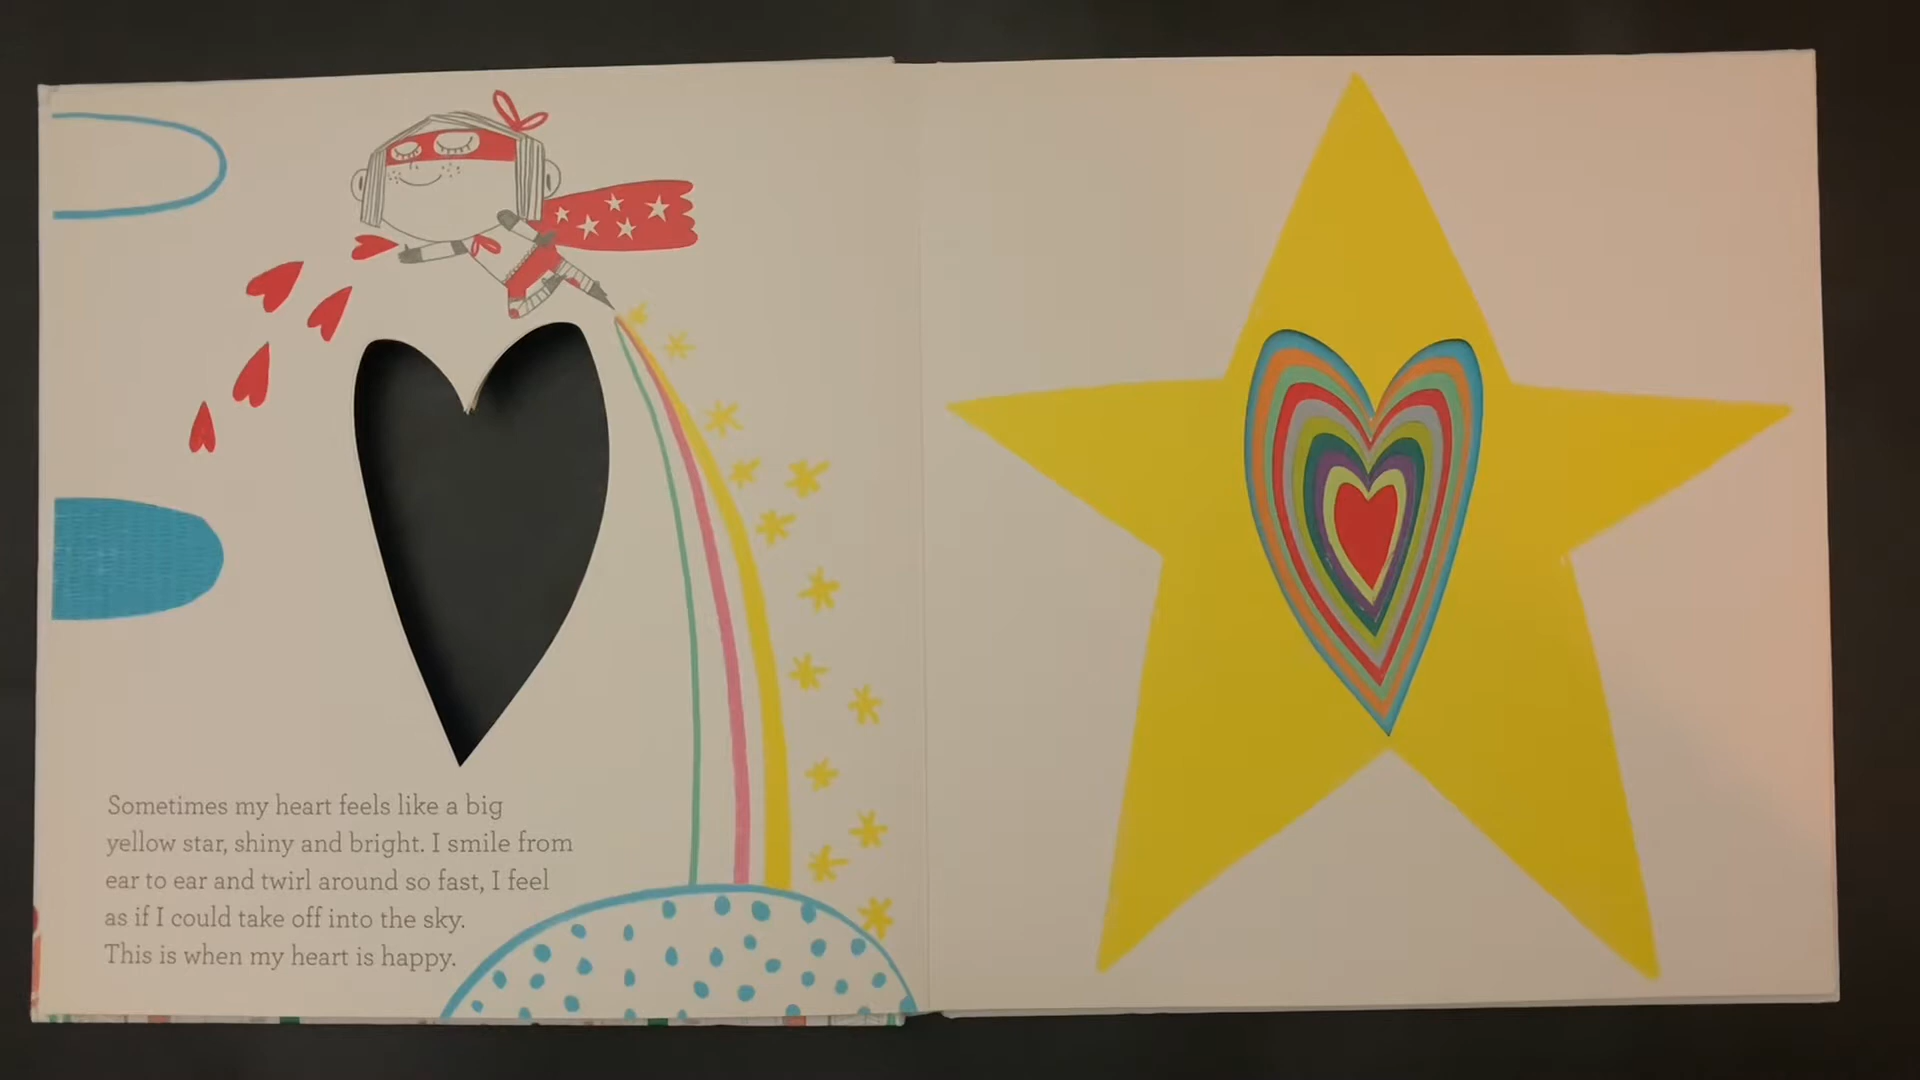 Sometimes my heart feels like a big
yellow star, shiny and bright. I smile from
ear to ear and twirl around so fast, I feel
as if I could take off into the sky.
This is when my heart is happy.